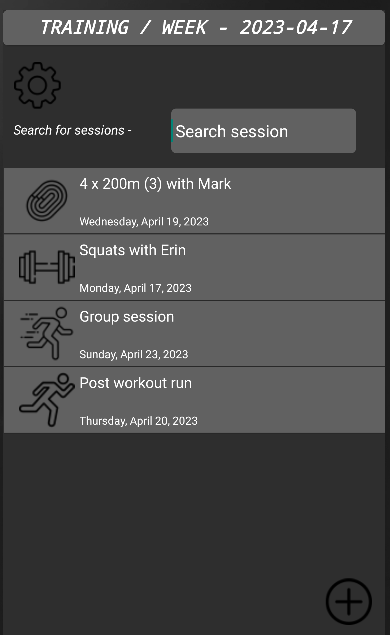 TRAINING / WEEK - 2023-04-17
Search for sessions -
Search session
4 x 200m (3) with Mark
Wednesday, April 19, 2023
Squats with Erin
Monday, April 17, 2023
Group session
Sunday, April 23, 2023
Post workout run
Thursday, April 20, 2023